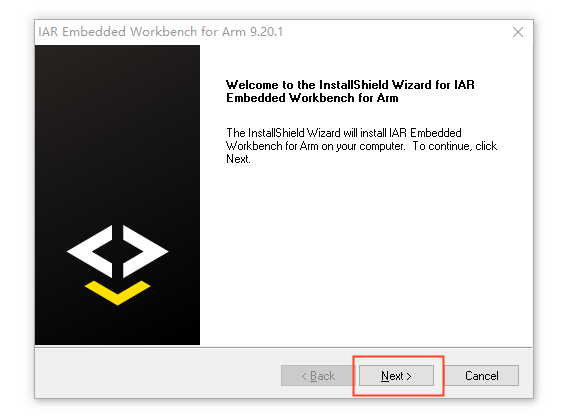 IAR Embedded Workbench for Arm 9.20.1
Welcome to the InstallShield Wizard for IAR
Embedded Workbench for Arm
The InstallShield Wizard will install IAR Embedded
Workbench for Arm on your computer. To continue, click
Next.
< Back
Next >
Cancel